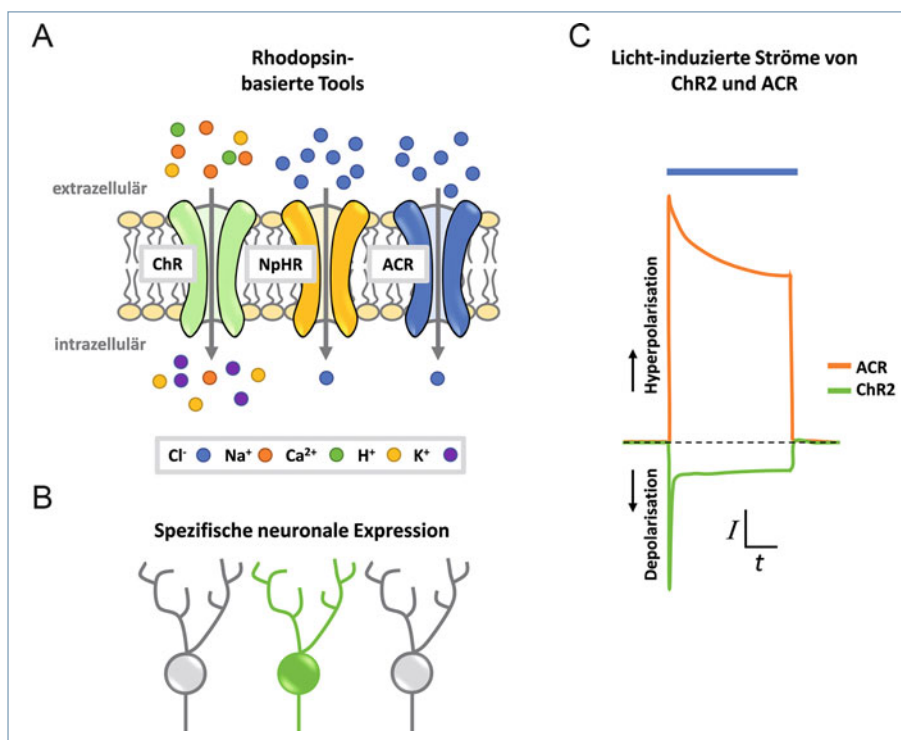 A
Rhodopsin-
basierte Tools
extrazellulär
ChR
NpHR
ACR
intrazellulär
Cl⁻ Na⁺ Ca²⁺ H⁺ K⁺
B
Spezifische neuronale Expression
C
Licht-induzierte Ströme von
ChR2 und ACR
Hyperpolarisation
Depolarisation
ACR
ChR2
I
t